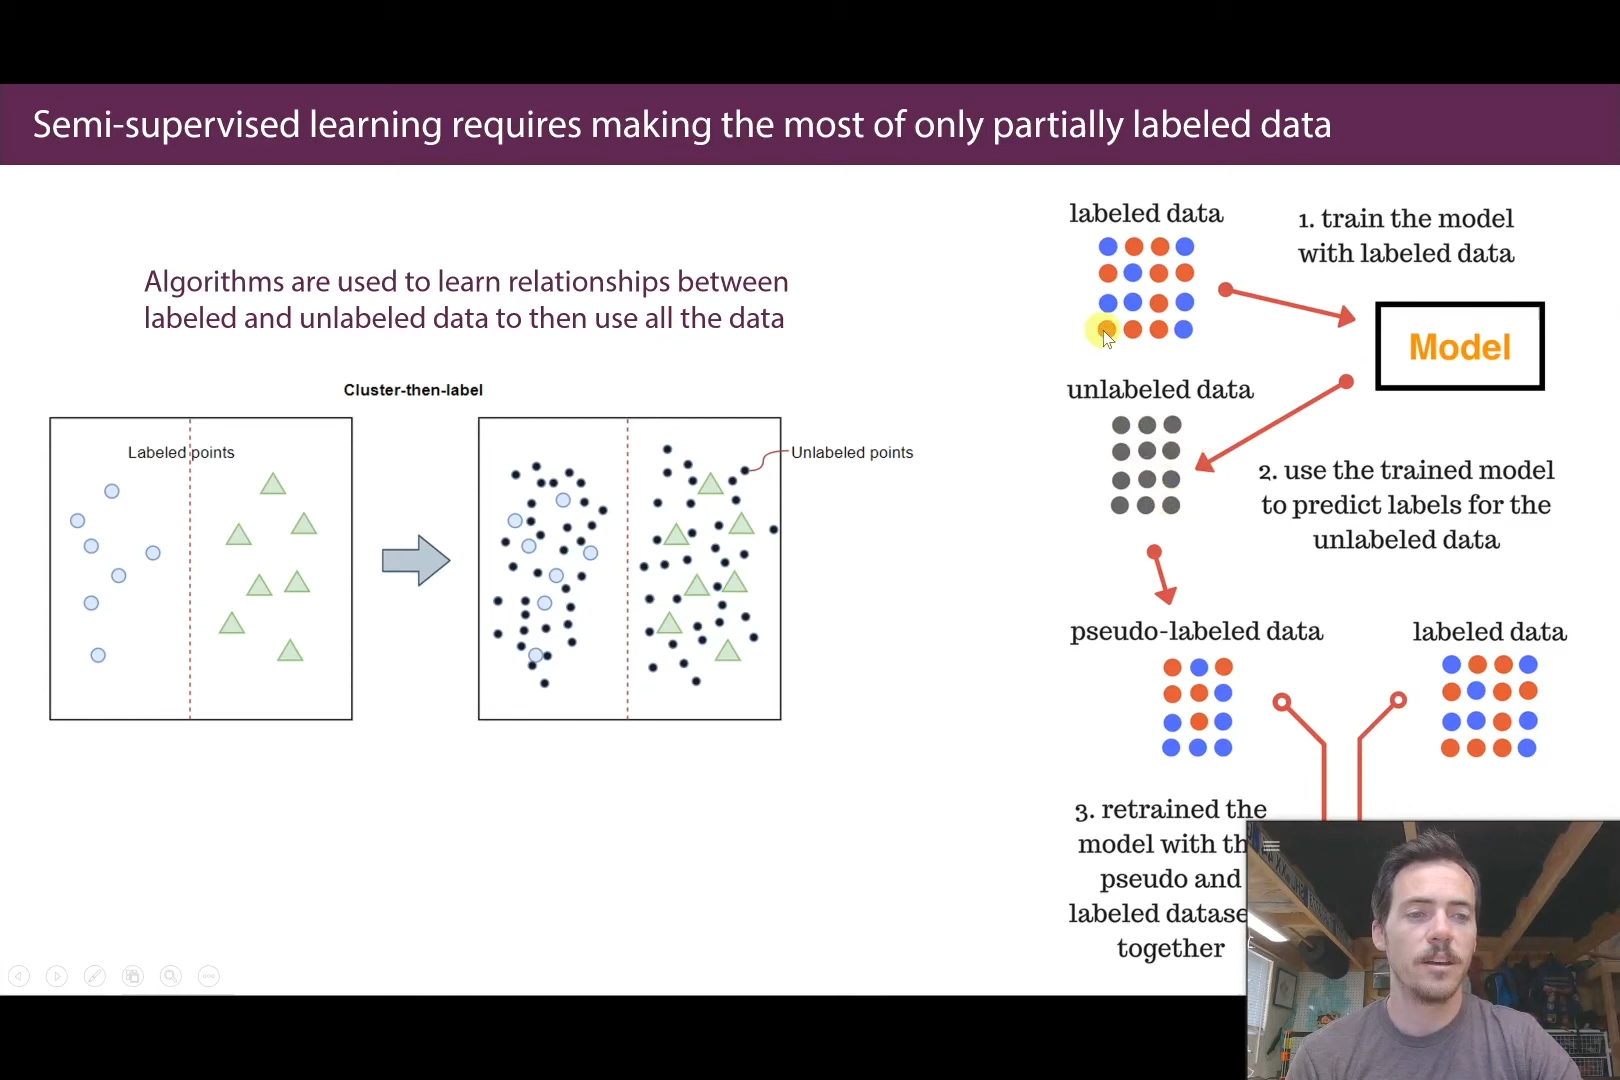 Semi-supervised learning requires making the most of only partially labeled data
Algorithms are used to learn relationships between
labeled and unlabeled data to then use all the data
Cluster-then-label
Labeled points
Unlabeled points
labeled data
1. train the model
with labeled data
Model
unlabeled data
2. use the trained model
to predict labels for the
unlabeled data
pseudo-labeled data
labeled data
3. retrained the
model with th
pseudo and
labeled datase
together